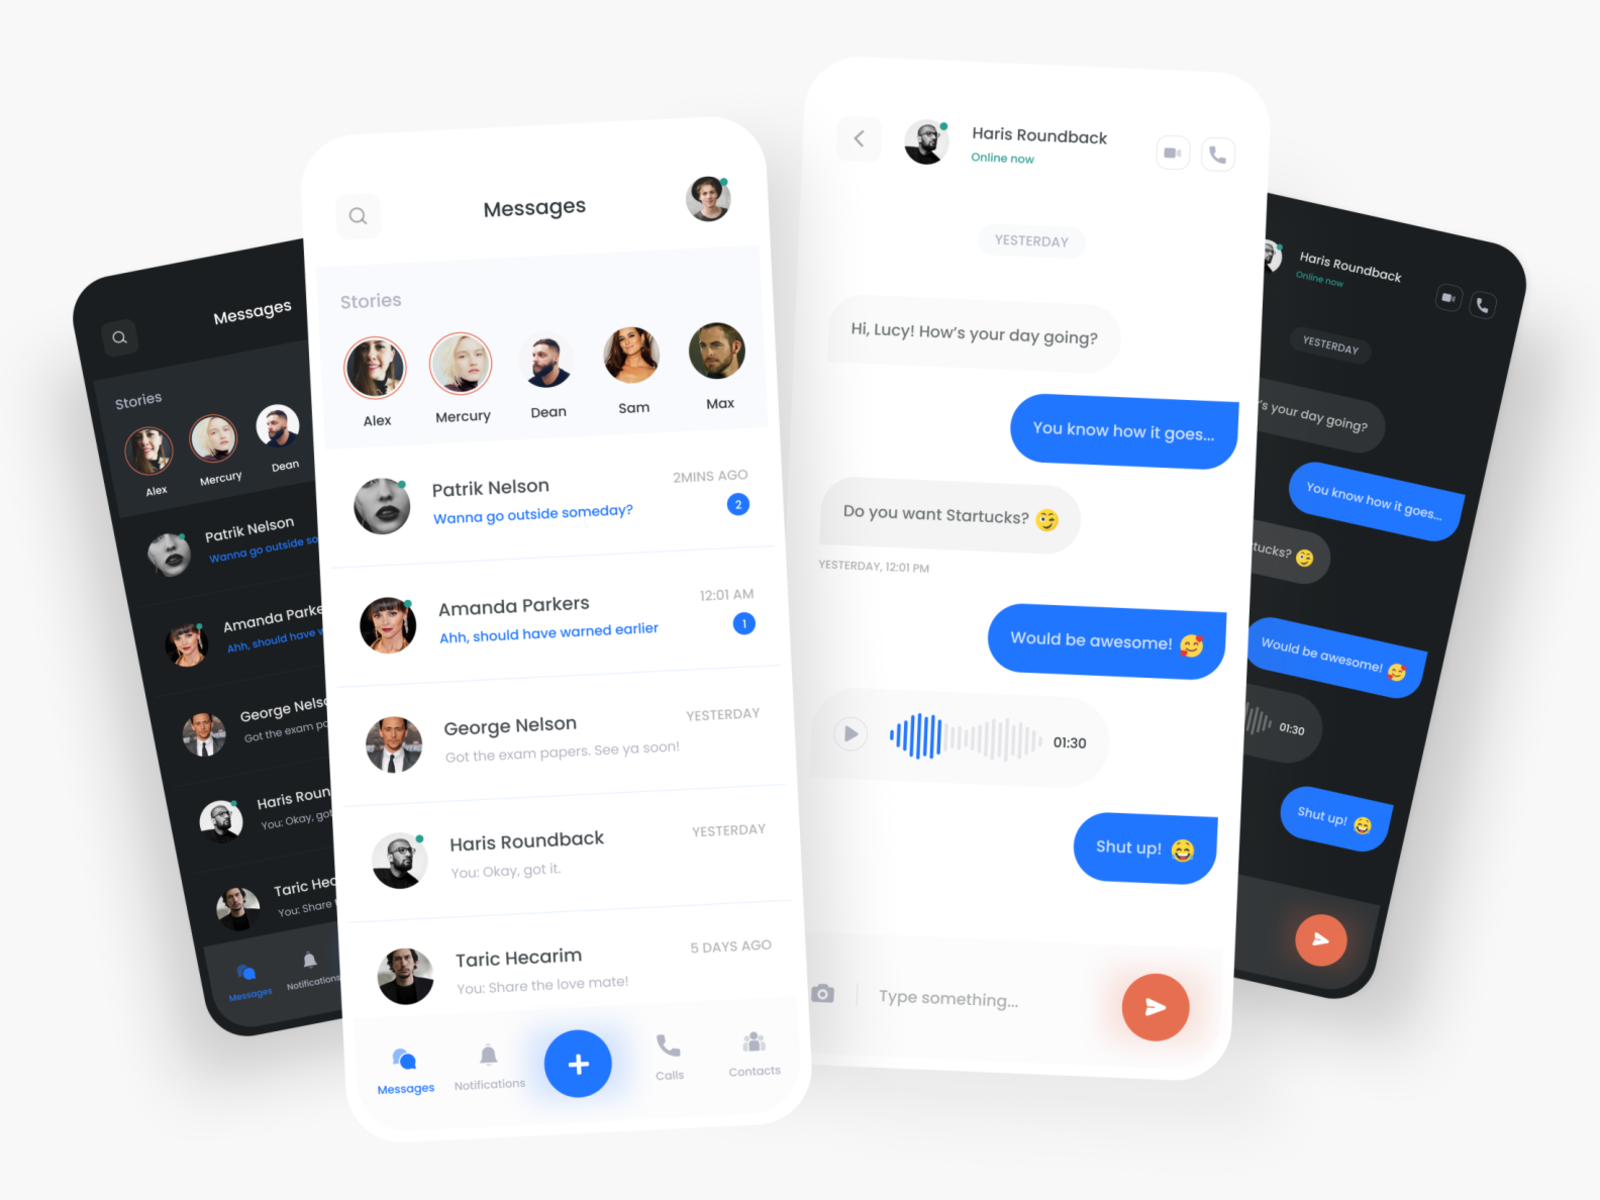 Messages
Stories
Alex
Mercury
Dean
Patrik Nelson
Wanna go outside so
Amanda Parke
Ahh, should have w
George Nels
Got the exam p
Haris Roun
You: Okay, got
Taric Hec
You: Share
Messages
Notifications
Messages
Stories
Alex
Mercury
Dean
Sam
Max
Patrik Nelson
2MINS AGO
Wanna go outside someday?
2
Amanda Parkers
12:01 AM
Ahh, should have warned earlier
1
George Nelson
YESTERDAY
Got the exam papers. See ya soon!
Haris Roundback
YESTERDAY
You: Okay, got it.
Taric Hecarim
5 DAYS AGO
You: Share the love mate!
Messages
Notifications
Calls
Contacts
Haris Roundback
Online now
YESTERDAY
Hi, Lucy! How's your day going?
You know how it goes...
Do you want Startucks? 😉
YESTERDAY, 12:01 PM
Would be awesome! 🥰
01:30
Shut up! 😂
Type something...
Haris Roundback
Online now
YESTERDAY
's your day going?
You know how it goes...
tucks? 😉
Would be awesome! 🥰
01:30
Shut up! 😂